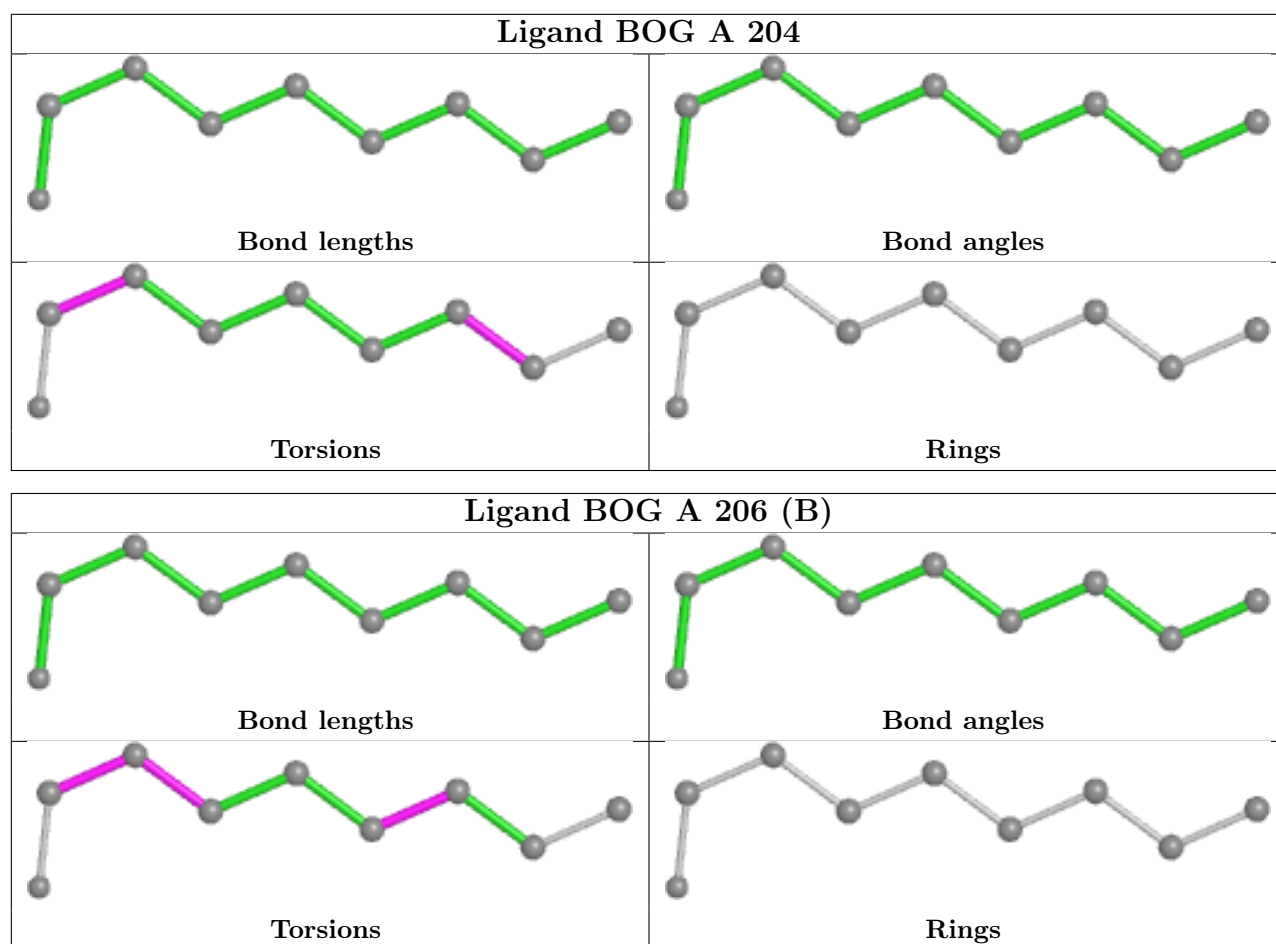 Ligand BOG A 204
Bond lengths
Bond angles
Torsions
Rings
Ligand BOG A 206 (B)
Bond lengths
Bond angles
Torsions
Rings